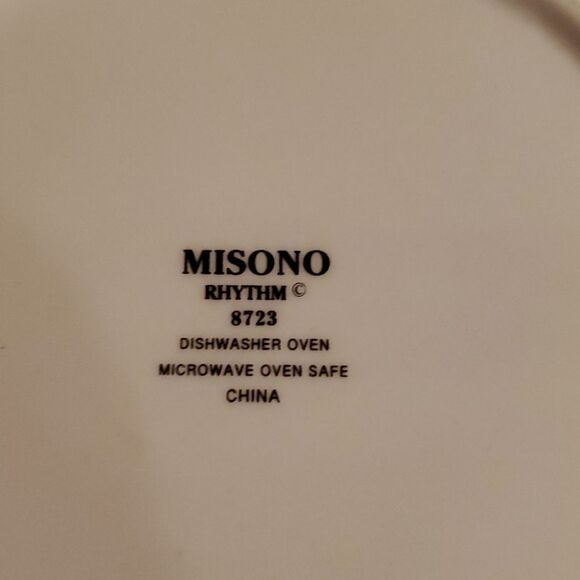 MISONO
RHYTHM ©
8723
DISHWASHER OVEN
MICROWAVE OVEN SAFE
CHINA